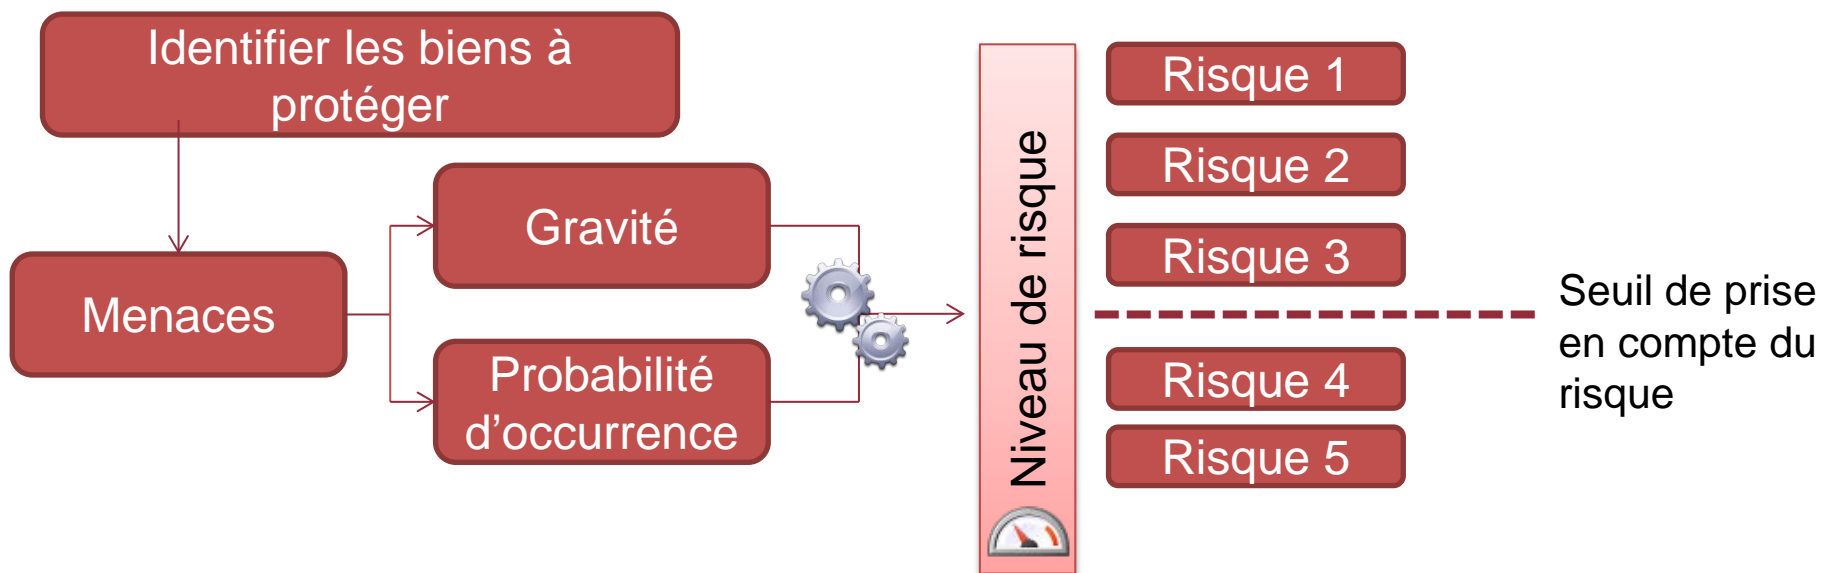 Identifier les biens à
protéger
Menaces
Gravité
Probabilité
d’occurrence
Niveau de risque
Risque 1
Risque 2
Risque 3
Risque 4
Risque 5
Seuil de prise
en compte du
risque